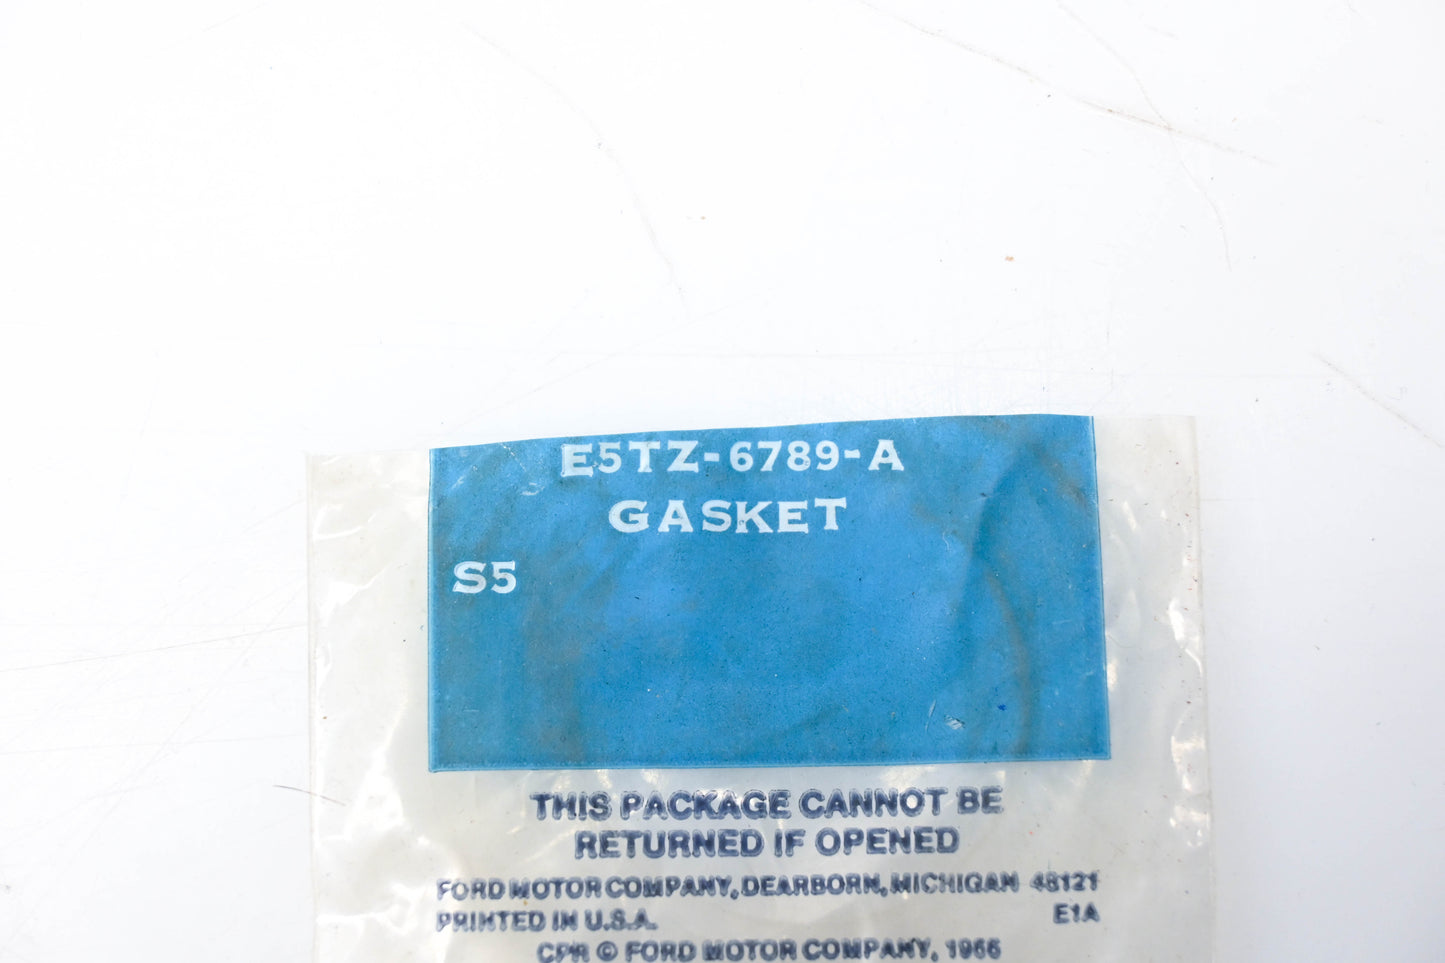 E5TZ-6789-A
GASKET
S5
THIS PACKAGE CANNOT BE
RETURNED IF OPENED
FORD MOTOR COMPANY, DEARBORN, MICHIGAN 48121
PRINTED IN U.S.A. E1A
CPR © FORD MOTOR COMPANY, 1966